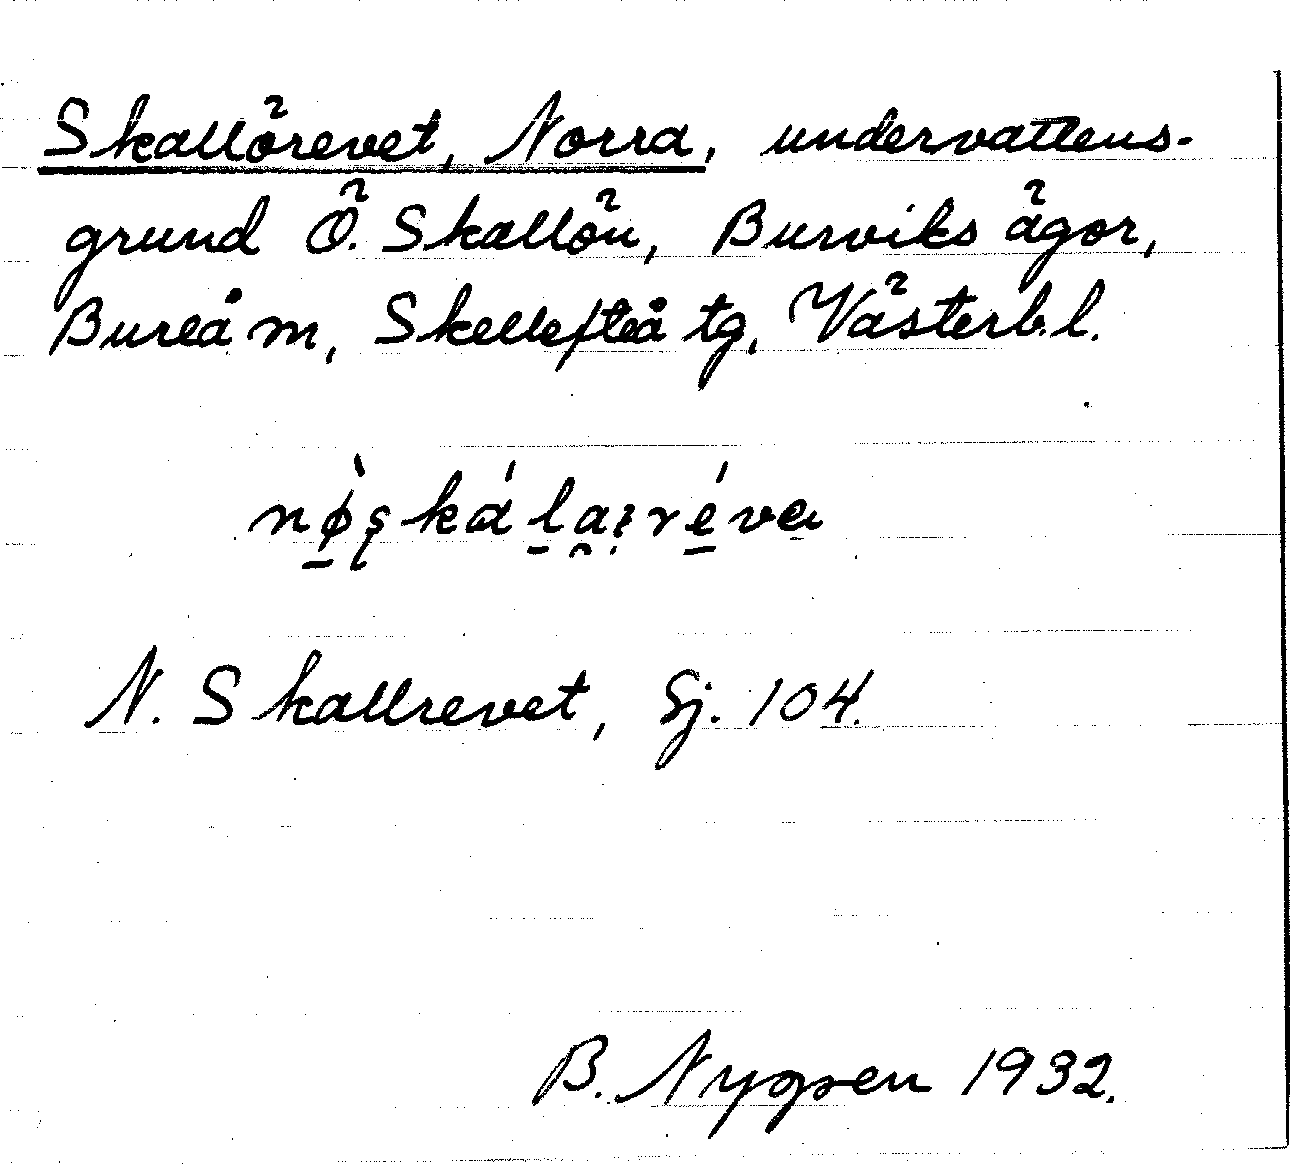 Skallörevet, Norra, undervattens-
grund Ö. Skallön, Burviks ägor,
Bureå m, Skellefteå tg, Västerb. l.
N. Skallrevet, Sj. 104.
B. Nygren 1932.